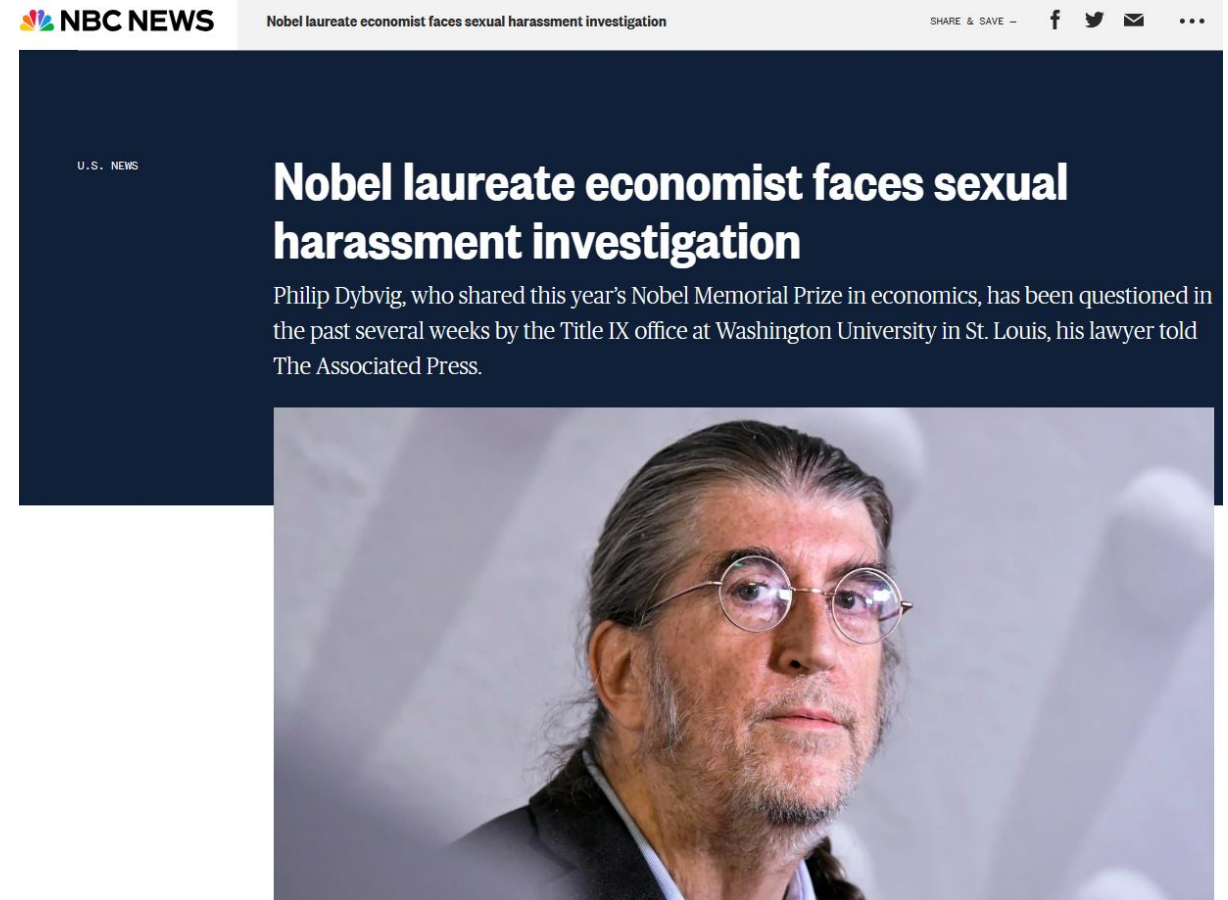 NBC NEWS
Nobel laureate economist faces sexual harassment investigation
SHARE & SAVE —
U.S. NEWS
Nobel laureate economist faces sexual
harassment investigation
Philip Dybvig, who shared this year’s Nobel Memorial Prize in economics, has been questioned in
the past several weeks by the Title IX office at Washington University in St. Louis, his lawyer told
The Associated Press.